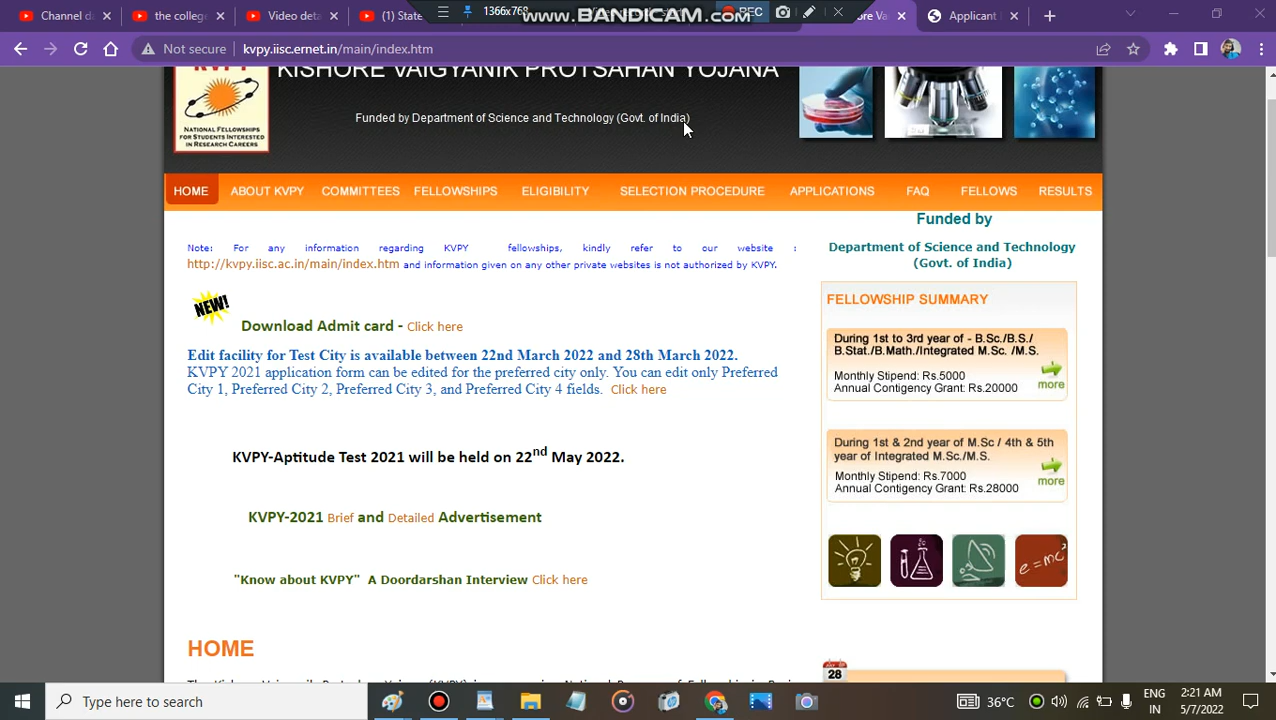 Channel da
the college
Video deta
(1) State
1366x768
www.BANDICAM.com
REC
ore Va
Applicant
Not secure
kvpy.iisc.ernet.in/main/index.htm
KISHORE VAIGYANIK PROTSAHAN YOJANA
NATIONAL FELLOWSHIPS
FOR STUDENTS INTERESTED
IN RESEARCH CAREERS
Funded by Department of Science and Technology (Govt. of India)
HOME ABOUT KVPY COMMITTEES FELLOWSHIPS ELIGIBILITY SELECTION PROCEDURE APPLICATIONS FAQ FELLOWS RESULTS
Note: For any information regarding KVPY fellowships, kindly refer to our website :
http://kvpy.iisc.ac.in/main/index.htm and information given on any other private websites is not authorized by KVPY.
NEW!
Download Admit card - Click here
Edit facility for Test City is available between 22nd March 2022 and 28th March 2022.
KVPY 2021 application form can be edited for the preferred city only. You can edit only Preferred
City 1, Preferred City 2, Preferred City 3, and Preferred City 4 fields. Click here
KVPY-Aptitude Test 2021 will be held on 22nd May 2022.
KVPY-2021 Brief and Detailed Advertisement
"Know about KVPY" A Doordarshan Interview Click here
HOME
Funded by
Department of Science and Technology
(Govt. of India)
FELLOWSHIP SUMMARY
During 1st to 3rd year of - B.Sc./B.S./
B.Stat./B.Math./Integrated M.Sc. /M.S.
Monthly Stipend: Rs.5000
Annual Contigency Grant: Rs.20000
more
During 1st & 2nd year of M.Sc / 4th & 5th
year of Integrated M.Sc./M.S.
Monthly Stipend: Rs.7000
Annual Contigency Grant: Rs.28000
more
e=mc²
28
Type here to search
36°C
ENG
IN
2:21 AM
5/7/2022